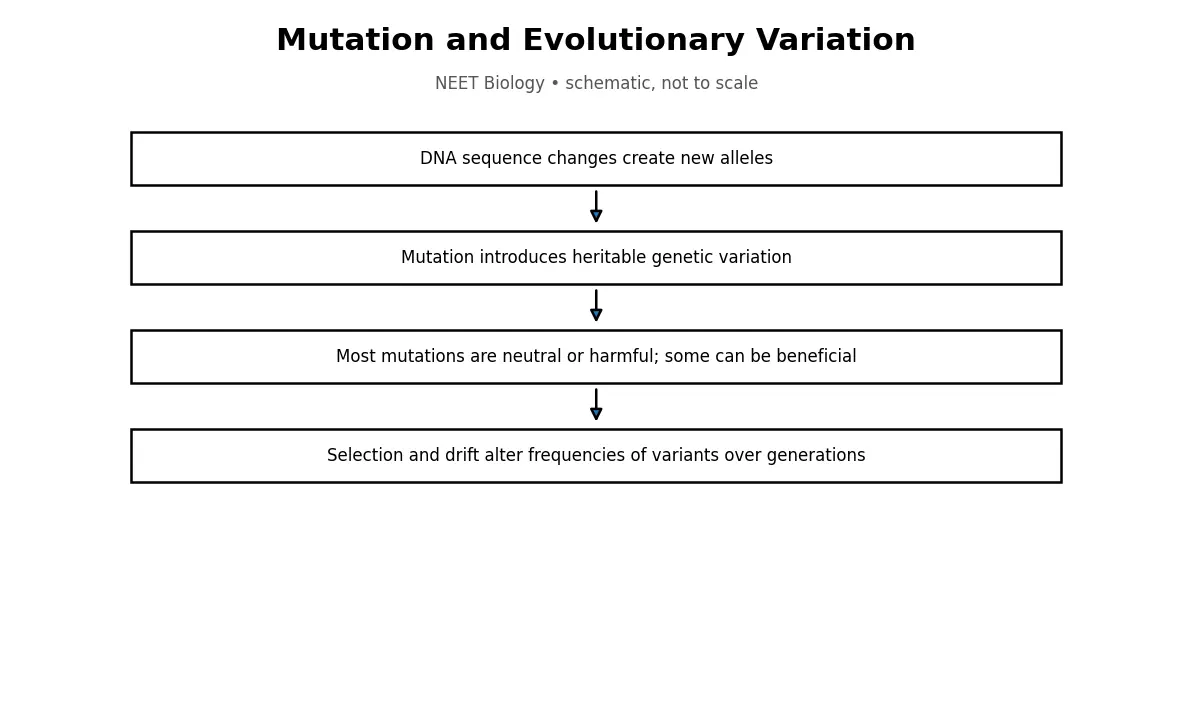 Mutation and Evolutionary Variation
NEET Biology • schematic, not to scale
DNA sequence changes create new alleles
Mutation introduces heritable genetic variation
Most mutations are neutral or harmful; some can be beneficial
Selection and drift alter frequencies of variants over generations